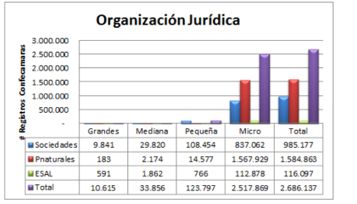 Organización Jurídica
# Registros Confecamaras
3.000.000
2.500.000
2.000.000
1.500.000
1.000.000
500.000
-
Grandes Mediana Pequeña Micro Total
Sociedades 9.841 29.820 108.454 837.062 985.177
Pnaturales 183 2.174 14.577 1.567.929 1.584.863
ESAL 591 1.862 766 112.878 116.097
Total 10.615 33.856 123.797 2.517.869 2.686.137